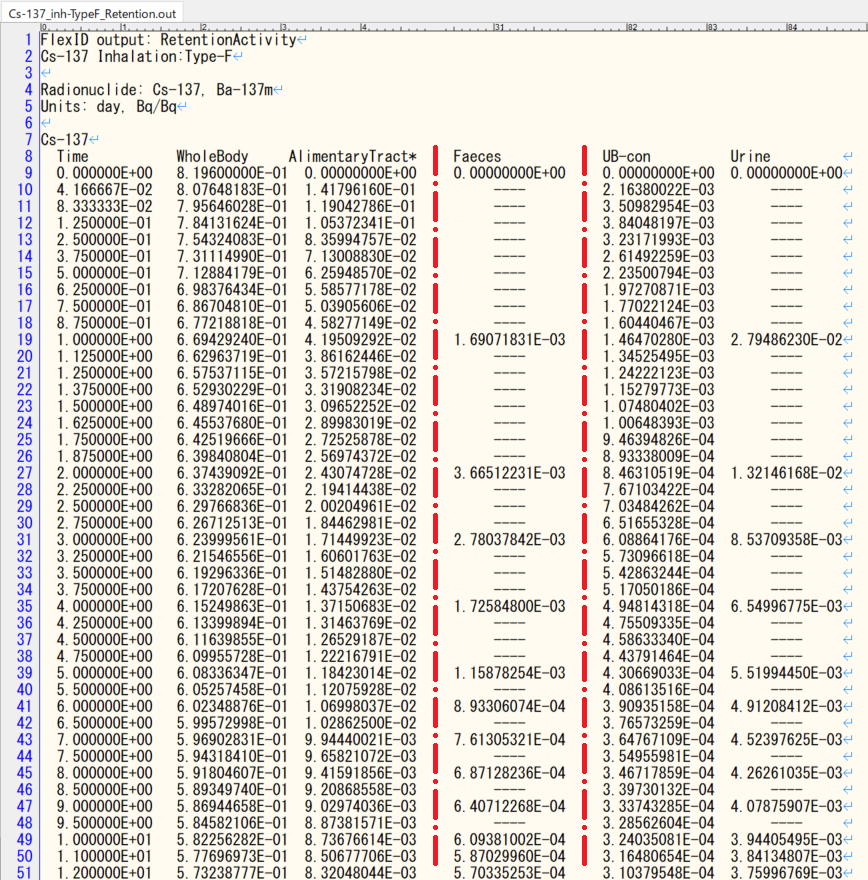 Cs-137_inh-TypeF_Retention.out
0 1 2 3 4 31 82 83 84
1 FlexID output: RetentionActivity
2 Cs-137 Inhalation:Type-F
3
4 Radionuclide: Cs-137, Ba-137m
5 Units: day, Bq/Bq
6
7 Cs-137
8 Time WholeBody AlimentaryTract* Faeces UB-con Urine
9 0.000000E+00 8.19600000E-01 0.00000000E+00 0.00000000E+00 0.00000000E+00 0.00000000E+00
10 4.166667E-02 8.07648183E-01 1.41796160E-01 ---- 2.16380022E-03 ----
11 8.333333E-02 7.95646028E-01 1.19042786E-01 ---- 3.50982954E-03 ----
12 1.250000E-01 7.84131624E-01 1.05372341E-01 ---- 3.84048197E-03 ----
13 2.500000E-01 7.54324083E-01 8.35994757E-02 ---- 3.23171993E-03 ----
14 3.750000E-01 7.31114990E-01 7.13008830E-02 ---- 2.61492259E-03 ----
15 5.000000E-01 7.12884179E-01 6.25948570E-02 ---- 2.23500794E-03 ----
16 6.250000E-01 6.98376434E-01 5.58577178E-02 ---- 1.97270871E-03 ----
17 7.500000E-01 6.86704810E-01 5.03905606E-02 ---- 1.77022124E-03 ----
18 8.750000E-01 6.77218818E-01 4.58277149E-02 ---- 1.60440467E-03 ----
19 1.000000E+00 6.69429240E-01 4.19509292E-02 1.69071831E-03 1.46470280E-03 2.79486230E-02
20 1.125000E+00 6.62963719E-01 3.86162446E-02 ---- 1.34525495E-03 ----
21 1.250000E+00 6.57537115E-01 3.57215798E-02 ---- 1.24222123E-03 ----
22 1.375000E+00 6.52930229E-01 3.31908234E-02 ---- 1.15279773E-03 ----
23 1.500000E+00 6.48974016E-01 3.09652252E-02 ---- 1.07480402E-03 ----
24 1.625000E+00 6.45537680E-01 2.89983019E-02 ---- 1.00648393E-03 ----
25 1.750000E+00 6.42519666E-01 2.72525878E-02 ---- 9.46394826E-04 ----
26 1.875000E+00 6.39840804E-01 2.56974372E-02 ---- 8.93338009E-04 ----
27 2.000000E+00 6.37439092E-01 2.43074728E-02 3.66512231E-03 8.46310519E-04 1.32146168E-02
28 2.250000E+00 6.33282065E-01 2.19414438E-02 ---- 7.67103422E-04 ----
29 2.500000E+00 6.29766836E-01 2.00204961E-02 ---- 7.03484262E-04 ----
30 2.750000E+00 6.26712513E-01 1.84462981E-02 ---- 6.51655328E-04 ----
31 3.000000E+00 6.23999561E-01 1.71449923E-02 2.78037842E-03 6.08864176E-04 8.53709358E-03
32 3.250000E+00 6.21546556E-01 1.60601763E-02 ---- 5.73096618E-04 ----
33 3.500000E+00 6.19296336E-01 1.51482880E-02 ---- 5.42863244E-04 ----
34 3.750000E+00 6.17207628E-01 1.43754263E-02 ---- 5.17050186E-04 ----
35 4.000000E+00 6.15249863E-01 1.37150683E-02 1.72584800E-03 4.94814318E-04 6.54996775E-03
36 4.250000E+00 6.13399894E-01 1.31463769E-02 ---- 4.75509335E-04 ----
37 4.500000E+00 6.11639855E-01 1.26529187E-02 ---- 4.58633340E-04 ----
38 4.750000E+00 6.09955728E-01 1.22216791E-02 ---- 4.43791464E-04 ----
39 5.000000E+00 6.08336347E-01 1.18423014E-02 1.15878254E-03 4.30669033E-04 5.51994450E-03
40 5.500000E+00 6.05257458E-01 1.12075928E-02 ---- 4.08613516E-04 ----
41 6.000000E+00 6.02348876E-01 1.06998037E-02 8.93306074E-04 3.90935158E-04 4.91208412E-03
42 6.500000E+00 5.99572998E-01 1.02862500E-02 ---- 3.76573259E-04 ----
43 7.000000E+00 5.96902831E-01 9.94440021E-03 7.61305321E-04 3.64767109E-04 4.52397625E-03
44 7.500000E+00 5.94318410E-01 9.65821072E-03 ---- 3.54955981E-04 ----
45 8.000000E+00 5.91804607E-01 9.41591856E-03 6.87128236E-04 3.46717859E-04 4.26261035E-03
46 8.500000E+00 5.89349740E-01 9.20868558E-03 ---- 3.39730132E-04 ----
47 9.000000E+00 5.86944658E-01 9.02974036E-03 6.40712268E-04 3.33743285E-04 4.07875907E-03
48 9.500000E+00 5.84582106E-01 8.87381571E-03 ---- 3.28562604E-04 ----
49 1.000000E+01 5.82256282E-01 8.73676614E-03 6.09381002E-04 3.24035081E-04 3.94405495E-03
50 1.100000E+01 5.77696973E-01 8.50677706E-03 5.87029960E-04 3.16480654E-04 3.84134807E-03
51 1.200000E+01 5.73238777E-01 8.32048044E-03 5.70335253E-04 3.10379548E-04 3.75996769E-03